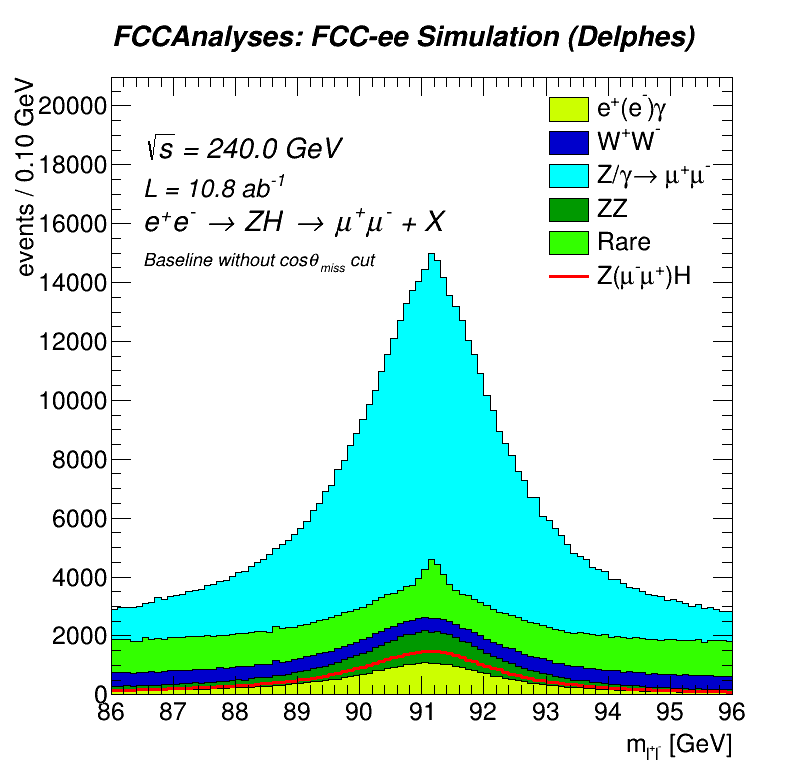 FCCAnalyses: FCC-ee Simulation (Delphes)
events / 0.10 GeV
20000
18000
16000
14000
12000
10000
8000
6000
4000
2000
0
√s = 240.0 GeV
L = 10.8 ab⁻¹
e⁺e⁻ → ZH → μ⁺μ⁻ + X
Baseline without cosθ_miss cut
e⁺(e⁻)γ
W⁺W⁻
Z/γ→ μ⁺μ⁻
ZZ
Rare
Z(μ⁻μ⁺)H
86 87 88 89 90 91 92 93 94 95 96
m_l⁺l⁻ [GeV]